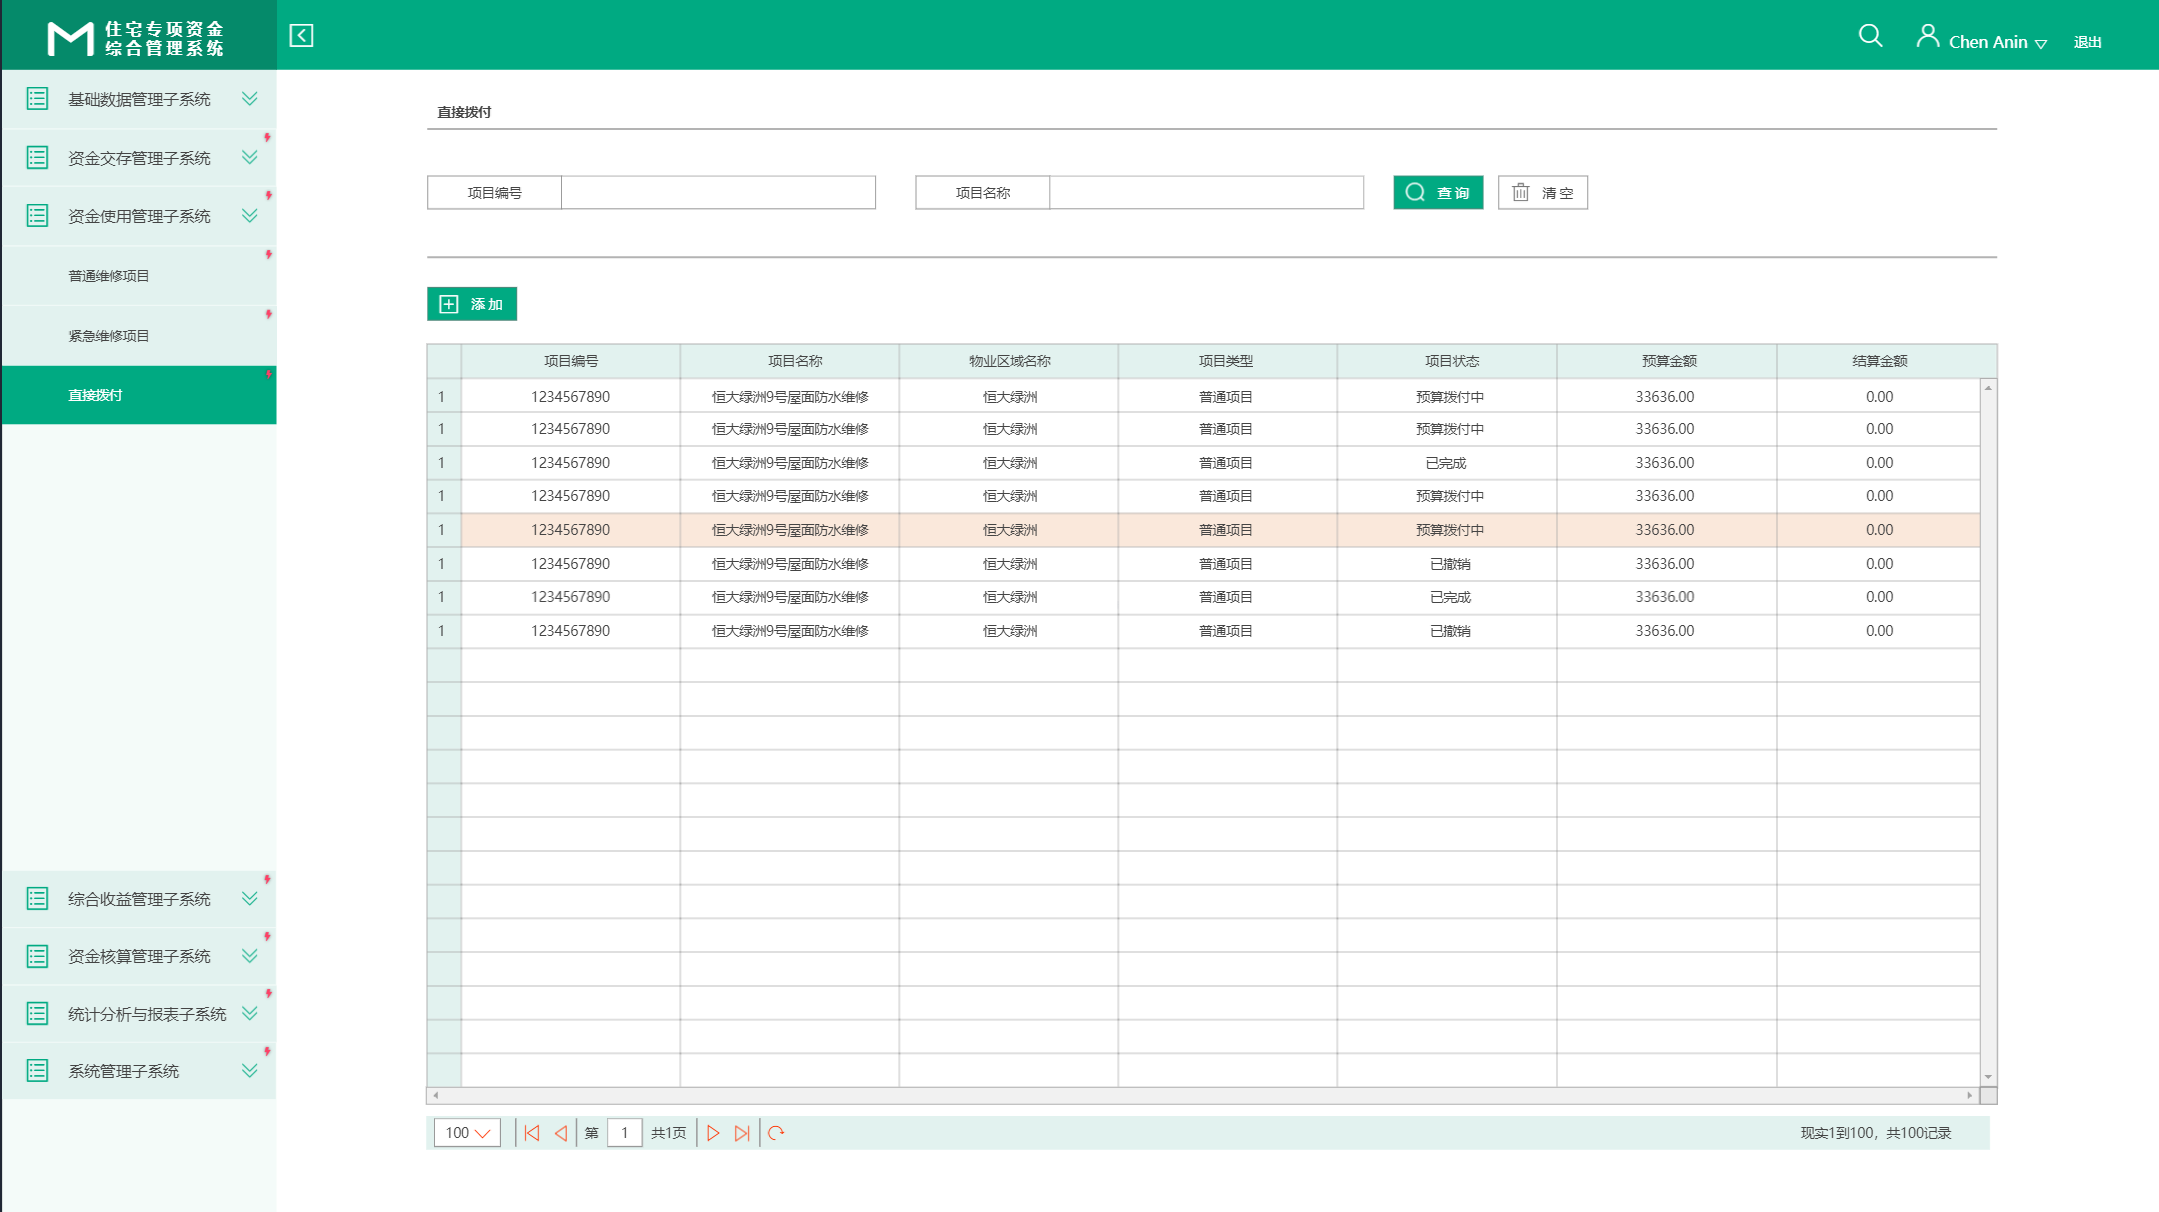 住宅专项资金
综合管理系统
Chen Anin
退出
基础数据管理子系统
资金交存管理子系统
资金使用管理子系统
普通维修项目
紧急维修项目
直接拨付
综合收益管理子系统
资金核算管理子系统
统计分析与报表子系统
系统管理子系统
直接拨付
项目编号 项目名称 查询 清空
添加
项目编号 项目名称 物业区域名称 项目类型 项目状态 预算金额 结算金额
1 1234567890 恒大绿洲9号屋面防水维修 恒大绿洲 普通项目 预算拨付中 33636.00 0.00
1 1234567890 恒大绿洲9号屋面防水维修 恒大绿洲 普通项目 预算拨付中 33636.00 0.00
1 1234567890 恒大绿洲9号屋面防水维修 恒大绿洲 普通项目 已完成 33636.00 0.00
1 1234567890 恒大绿洲9号屋面防水维修 恒大绿洲 普通项目 预算拨付中 33636.00 0.00
1 1234567890 恒大绿洲9号屋面防水维修 恒大绿洲 普通项目 预算拨付中 33636.00 0.00
1 1234567890 恒大绿洲9号屋面防水维修 恒大绿洲 普通项目 已撤销 33636.00 0.00
1 1234567890 恒大绿洲9号屋面防水维修 恒大绿洲 普通项目 已完成 33636.00 0.00
1 1234567890 恒大绿洲9号屋面防水维修 恒大绿洲 普通项目 已撤销 33636.00 0.00
100 第 1 共1页 现实1到100，共100记录